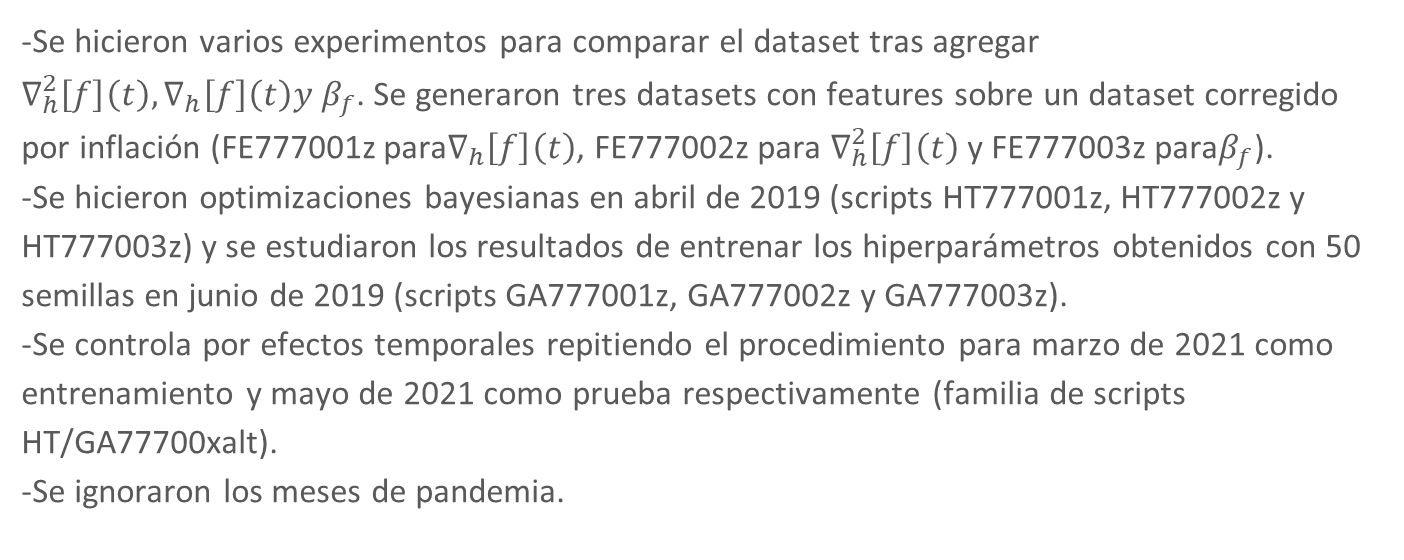 -Se hicieron varios experimentos para comparar el dataset tras agregar
∇²ₕ[f](t),∇ₕ[f](t)y β_f. Se generaron tres datasets con features sobre un dataset corregido
por inflación (FE777001z para∇ₕ[f](t), FE777002z para ∇²ₕ[f](t) y FE777003z paraβ_f).
-Se hicieron optimizaciones bayesianas en abril de 2019 (scripts HT777001z, HT777002z y
HT777003z) y se estudiaron los resultados de entrenar los hiperparámetros obtenidos con 50
semillas en junio de 2019 (scripts GA777001z, GA777002z y GA777003z).
-Se controla por efectos temporales repitiendo el procedimiento para marzo de 2021 como
entrenamiento y mayo de 2021 como prueba respectivamente (familia de scripts
HT/GA77700xalt).
-Se ignoraron los meses de pandemia.